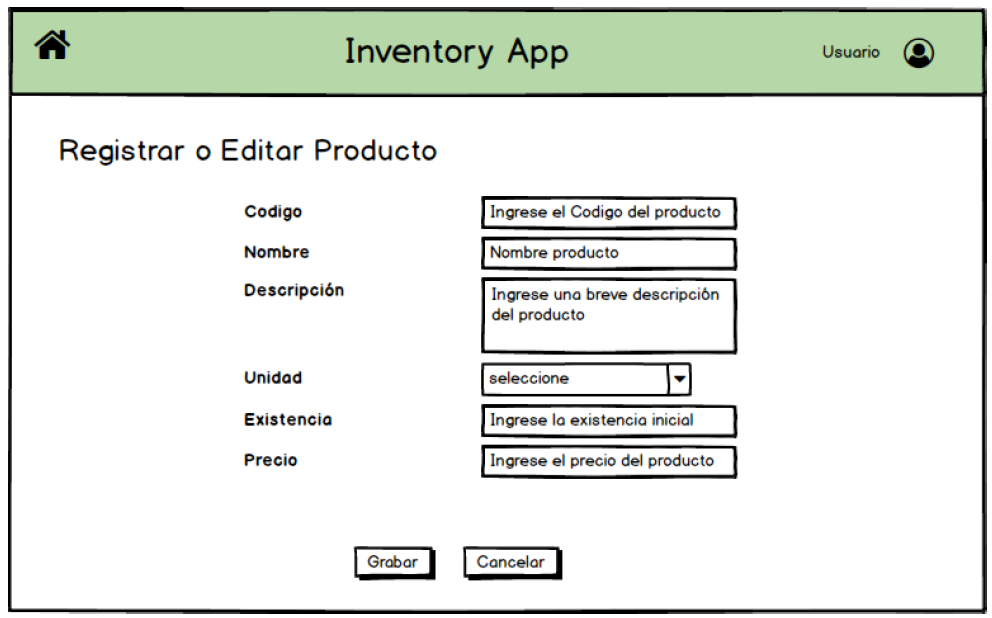 Inventory App
Usuario
Registrar o Editar Producto
Codigo
Ingrese el Codigo del producto
Nombre
Nombre producto
Descripción
Ingrese una breve descripción
del producto
Unidad
seleccione
Existencia
Ingrese la existencia inicial
Precio
Ingrese el precio del producto
Grabar
Cancelar